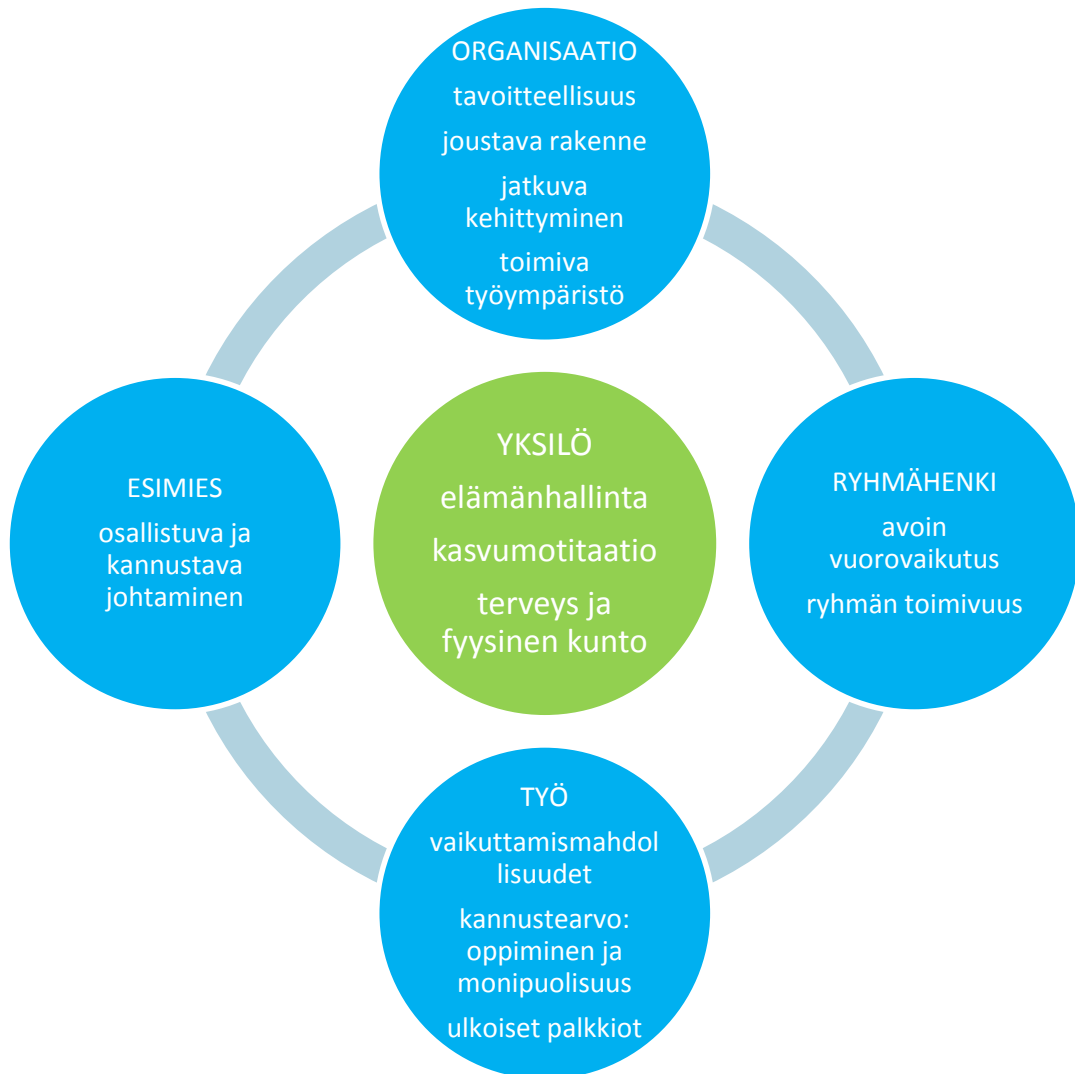 ORGANISAATIO
tavoitteellisuus
joustava rakenne
jatkuva
kehittyminen
toimiva
työympäristö
ESIMIES
osallistuva ja
kannustava
johtaminen
YKSILÖ
elämänhallinta
kasvumotitaatio
terveys ja
fyysinen kunto
RYHMÄHENKI
avoin
vuorovaikutus
ryhmän toimivuus
TYÖ
vaikuttamismahdol
lisuudet
kannustearvo:
oppiminen ja
monipuolisuus
ulkoiset palkkiot